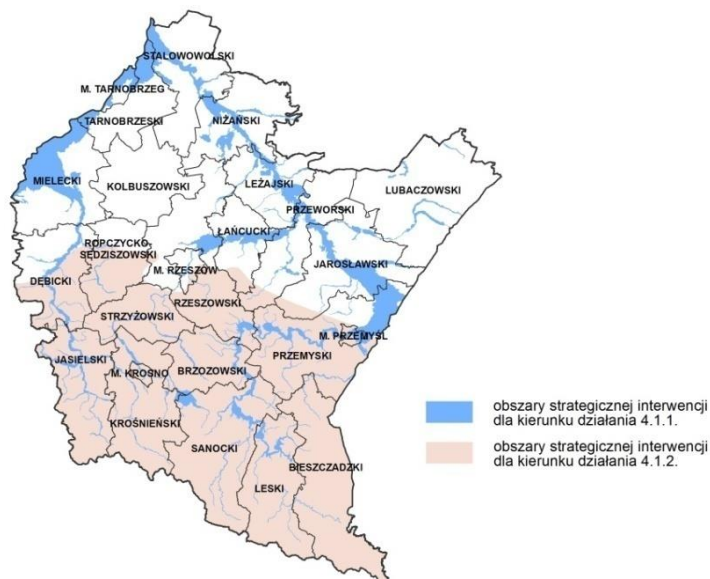 STALOWOWOLSKI
M. TARNOBRZEG
TARNOBRZESKI
NIŻAŃSKI
MIELECKI
KOLBUSZOWSKI
LEŻAJSKI
LUBACZOWSKI
PRZEWORSKI
ŁAŃCUCKI
ROPCZYCKO-
SĘDZISZOWSKI
M. RZESZÓW
JAROSŁAWSKI
DĘBICKI
RZESZOWSKI
STRZYŻOWSKI
M. PRZEMYŚL
JASIELSKI
PRZEMYSKI
M. KROSNO
BRZOZOWSKI
KROŚNIEŃSKI
SANOCKI
BIESZCZADZKI
LESKI
obszary strategicznej interwencji
dla kierunku działania 4.1.1.
obszary strategicznej interwencji
dla kierunku działania 4.1.2.